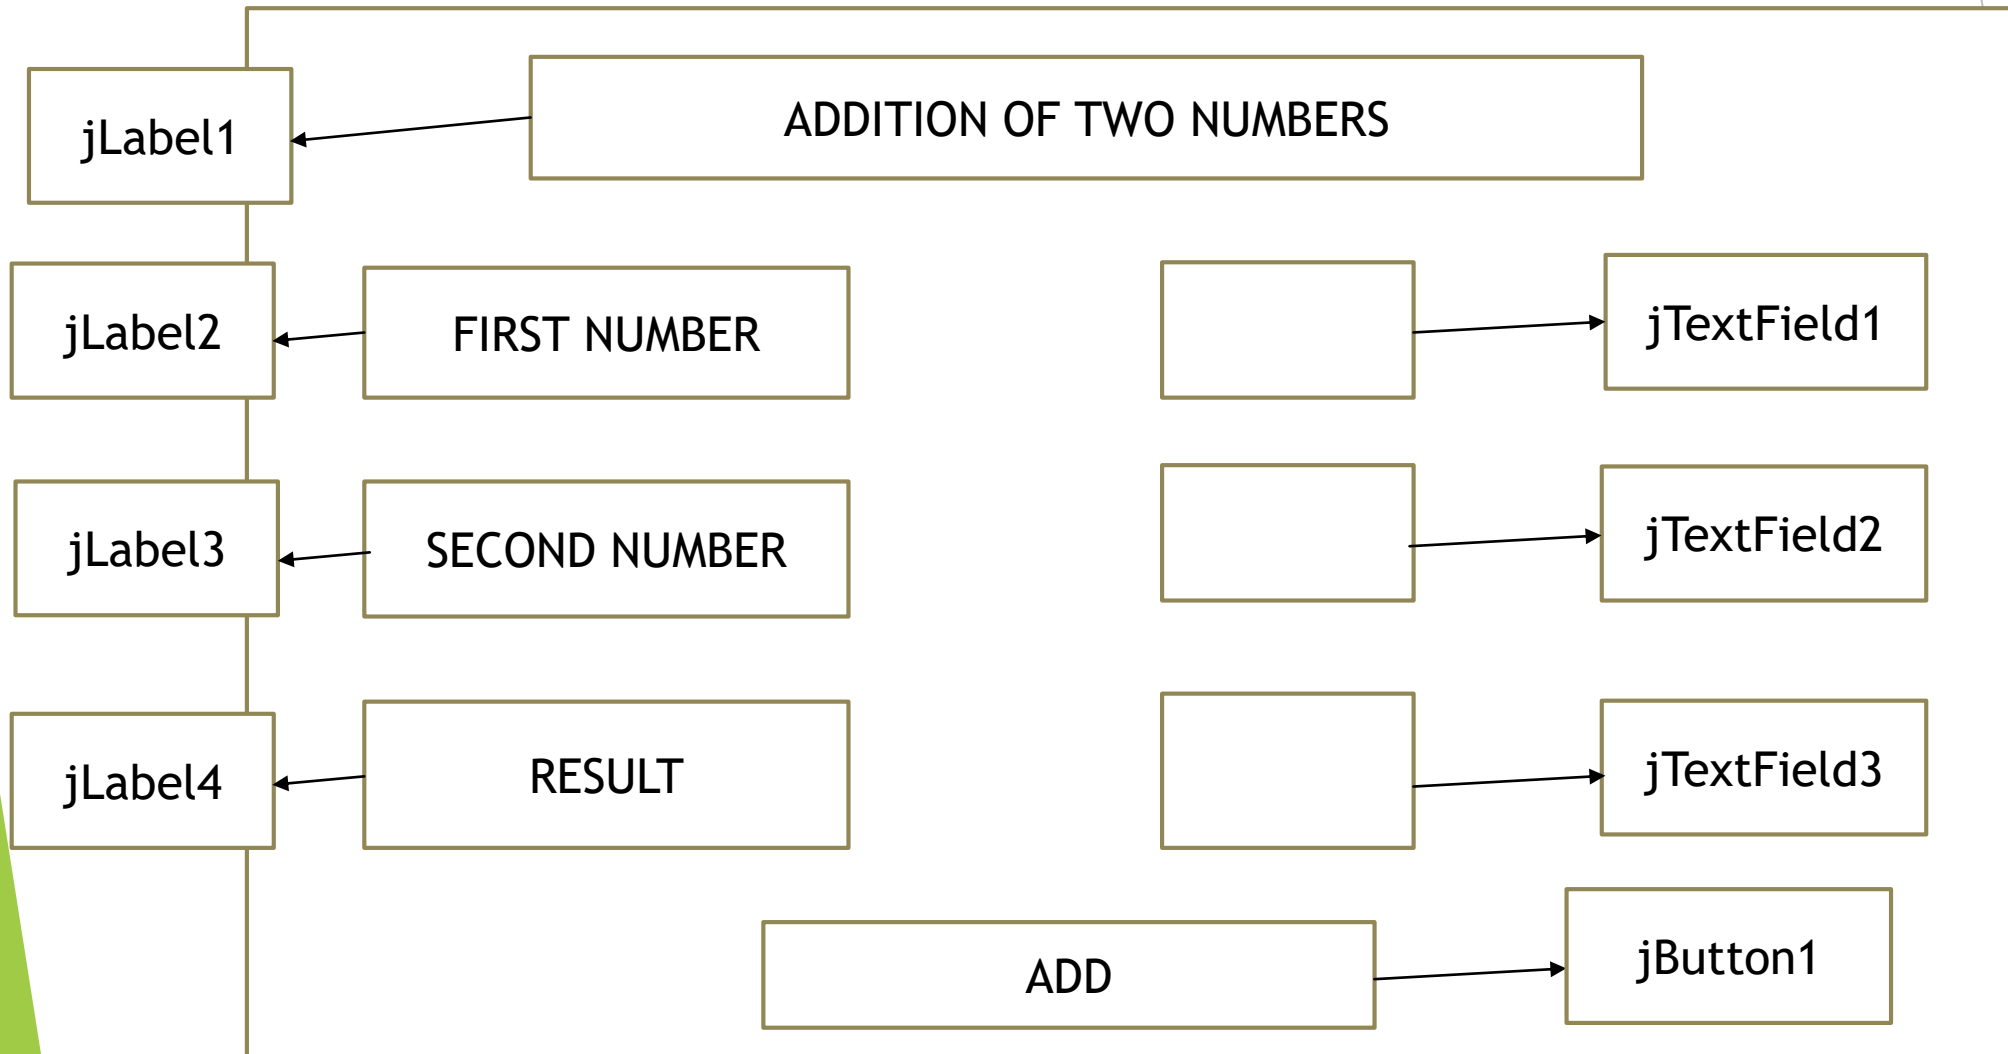 jLabel1
ADDITION OF TWO NUMBERS
jLabel2
FIRST NUMBER
jTextField1
jLabel3
SECOND NUMBER
jTextField2
jLabel4
RESULT
jTextField3
ADD
jButton1